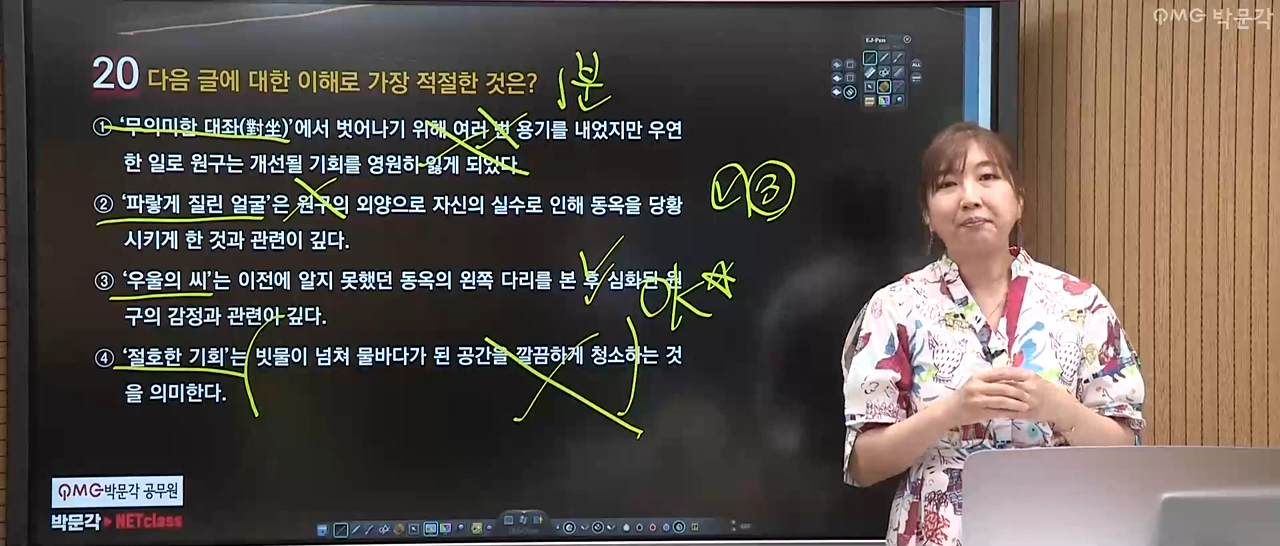 QMG 박문각
EJ-Pen
20 다음 글에 대한 이해로 가장 적절한 것은?
1분
① '무의미함 대좌(對坐)'에서 벗어나기 위해 여러 번 용기를 내었지만 우연
한 일로 원구는 개선될 기회를 영원히 잃게 되었다.
② '파랗게 질린 얼굴'은 원구의 외양으로 자신의 실수로 인해 동옥을 당황
시키게 한 것과 관련이 깊다.
③ '우울의 씨'는 이전에 알지 못했던 동옥의 왼쪽 다리를 본 후 심화된 원
구의 감정과 관련이 깊다.
④ '절호한 기회'는 빗물이 넘쳐 물바다가 된 공간을 깔끔하게 청소하는 것
을 의미한다.
③
OK
QMG박문각 공무원
박문각 NETclass